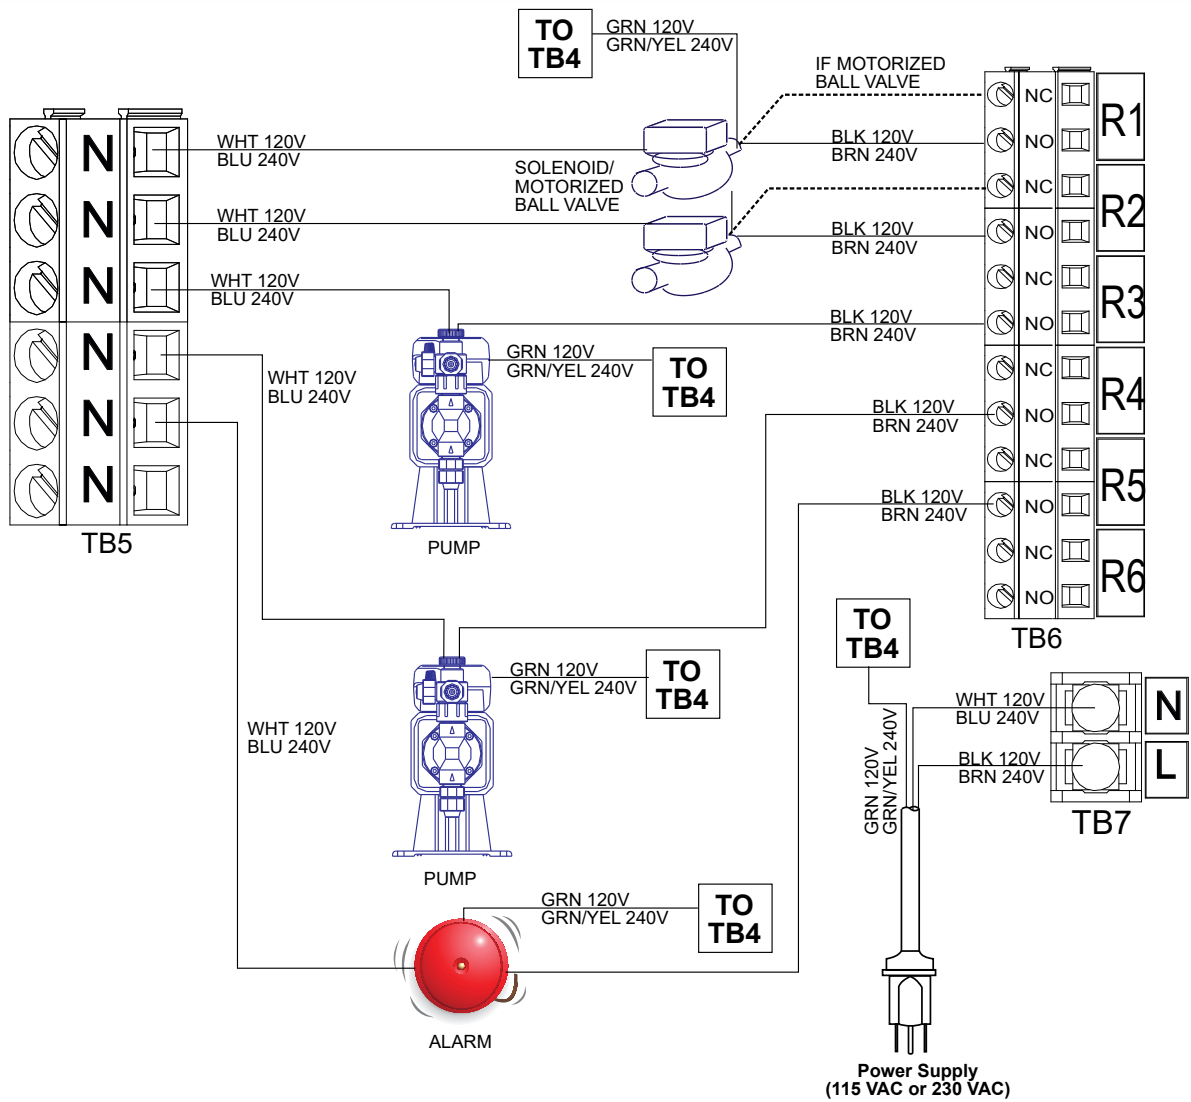 TO
TB4
GRN 120V
GRN/YEL 240V
IF MOTORIZED
BALL VALVE
N
WHT 120V
BLU 240V
SOLENOID/
MOTORIZED
BALL VALVE
BLK 120V
BRN 240V
NC
NO
R1
N
WHT 120V
BLU 240V
BLK 120V
BRN 240V
NC
NO
R2
N
WHT 120V
BLU 240V
BLK 120V
BRN 240V
NC
NO
R3
N
WHT 120V
BLU 240V
GRN 120V
GRN/YEL 240V
TO
TB4
NC
NO
R4
N
BLK 120V
BRN 240V
NC
NO
R5
N
BLK 120V
BRN 240V
NC
NO
R6
TB5
PUMP
TB6
TO
TB4
GRN 120V
GRN/YEL 240V
TO
TB4
WHT 120V
BLU 240V
N
WHT 120V
BLU 240V
GRN 120V
GRN/YEL 240V
BLK 120V
BRN 240V
L
TB7
PUMP
GRN 120V
GRN/YEL 240V
TO
TB4
ALARM
Power Supply
(115 VAC or 230 VAC)